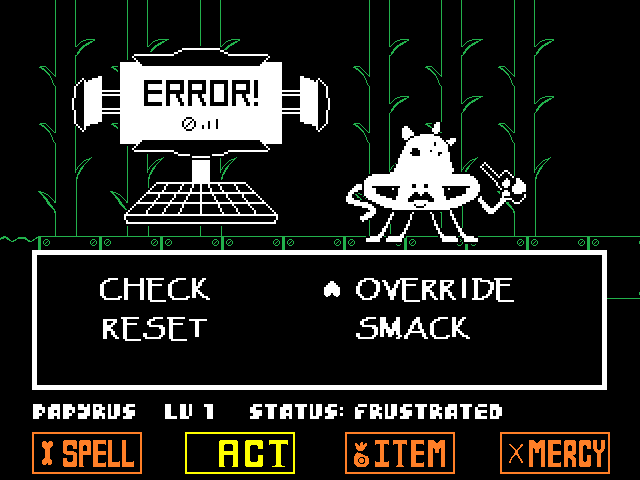 ERROR!
CHECK OVERRIDE
RESET SMACK
PAPYRUS LV 1 STATUS: FRUSTRATED
SPELL ACT ITEM MERCY